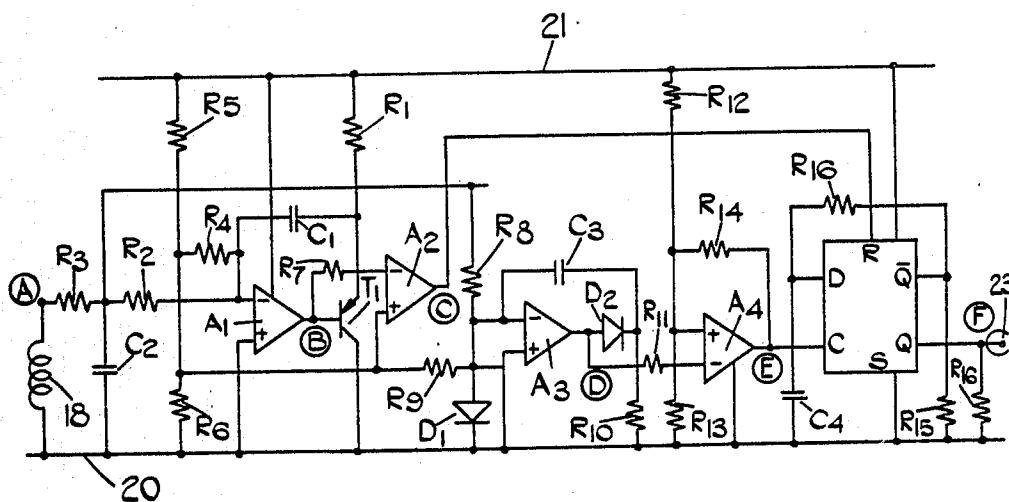 21
R5
R1
R12
R16
R4
C1
A2
R8
C3
R14
R3
R2
R7
T1
D2
R11
A4
D
R
Q̄
A
-
+
A1
B
C
-
+
A3
D
+
-
E
C
Q
S
F
23
C2
18
R6
R9
D1
R10
R13
C4
R15
R16
20